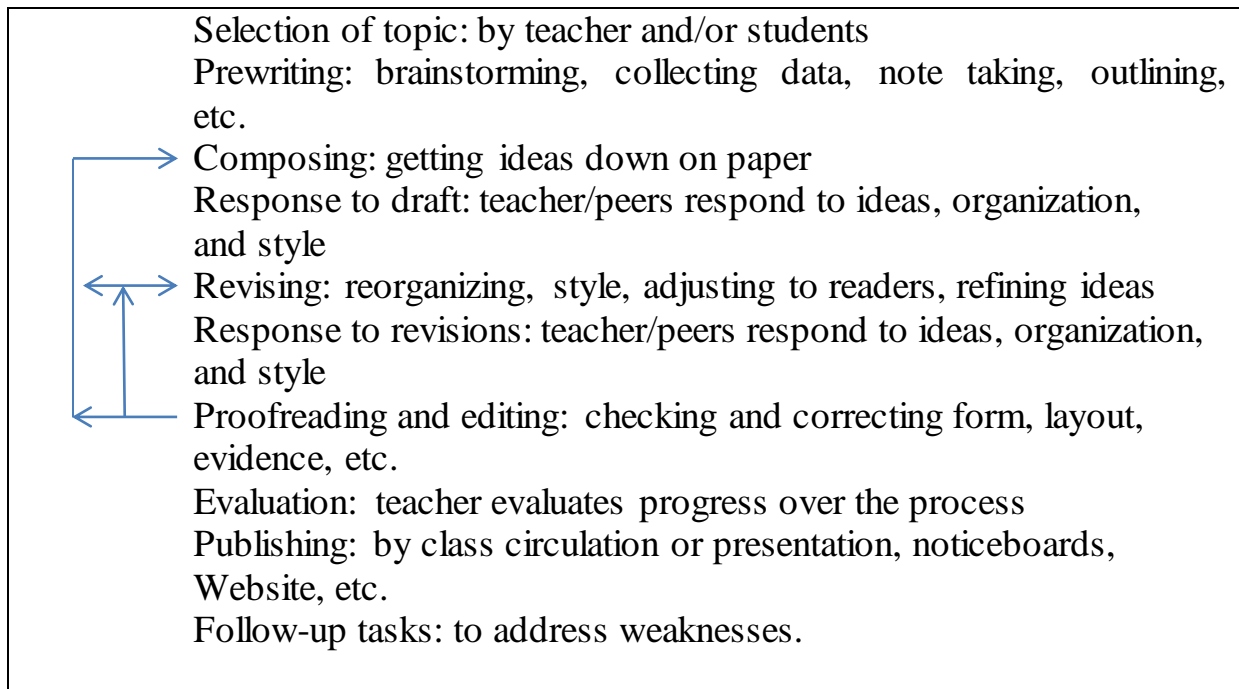 Selection of topic: by teacher and/or students
Prewriting: brainstorming, collecting data, note taking, outlining,
etc.
Composing: getting ideas down on paper
Response to draft: teacher/peers respond to ideas, organization,
and style
Revising: reorganizing, style, adjusting to readers, refining ideas
Response to revisions: teacher/peers respond to ideas, organization,
and style
Proofreading and editing: checking and correcting form, layout,
evidence, etc.
Evaluation: teacher evaluates progress over the process
Publishing: by class circulation or presentation, noticeboards,
Website, etc.
Follow-up tasks: to address weaknesses.